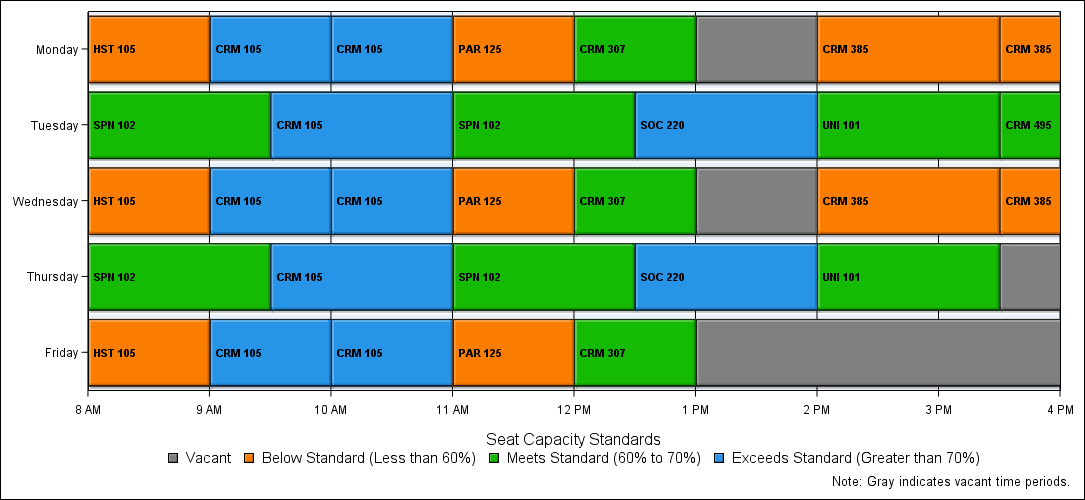 Monday HST 105 CRM 105 CRM 105 PAR 125 CRM 307 CRM 385 CRM 385
Tuesday SPN 102 CRM 105 SPN 102 SOC 220 UNI 101 CRM 495
Wednesday HST 105 CRM 105 CRM 105 PAR 125 CRM 307 CRM 385 CRM 385
Thursday SPN 102 CRM 105 SPN 102 SOC 220 UNI 101
Friday HST 105 CRM 105 CRM 105 PAR 125 CRM 307
8 AM 9 AM 10 AM 11 AM 12 PM 1 PM 2 PM 3 PM 4 PM
Seat Capacity Standards
Vacant Below Standard (Less than 60%) Meets Standard (60% to 70%) Exceeds Standard (Greater than 70%)
Note: Gray indicates vacant time periods.